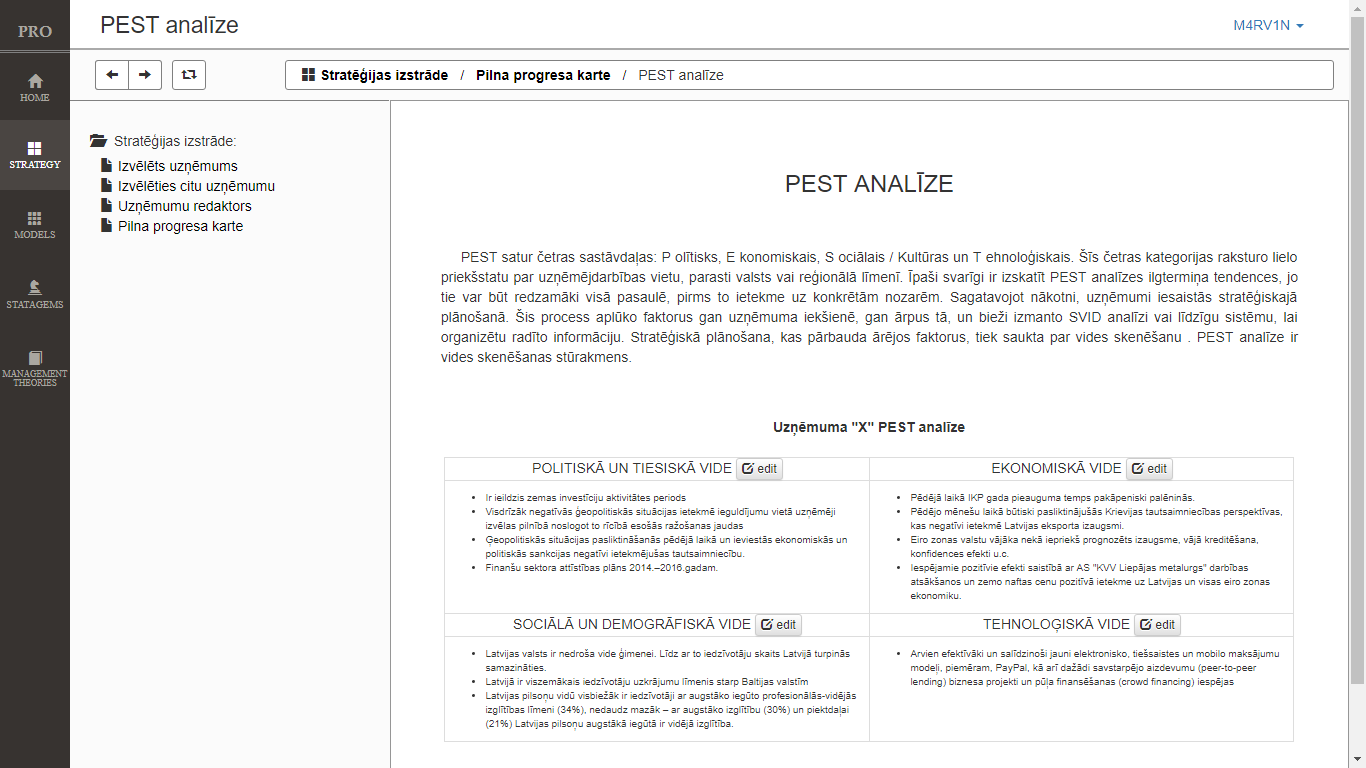 PRO
PEST analīze
M4RV1N
Stratēģijas izstrāde / Pilna progresa karte / PEST analīze
HOME
STRATEGY
MODELS
STATAGEMS
MANAGEMENT
THEORIES
Stratēģijas izstrāde:
Izvēlēts uzņēmums
Izvēlēties citu uzņēmumu
Uzņēmumu redaktors
Pilna progresa karte
PEST ANALĪZE
PEST satur četras sastāvdaļas: P olītisks, E konomiskais, S ociālais / Kultūras un T ehnoloģiskais. Šīs četras kategorijas raksturo lielo
priekšstatu par uzņēmējdarbības vietu, parasti valsts vai reģionālā līmenī. Īpaši svarīgi ir izskatīt PEST analīzes ilgtermiņa tendences, jo
tie var būt redzamāki visā pasaulē, pirms to ietekme uz konkrētām nozarēm. Sagatavojot nākotni, uzņēmumi iesaistās stratēģiskajā
plānošanā. Šis process aplūko faktorus gan uzņēmuma iekšienē, gan ārpus tā, un bieži izmanto SVID analīzi vai līdzīgu sistēmu, lai
organizētu radīto informāciju. Stratēģiskā plānošana, kas pārbauda ārējos faktorus, tiek saukta par vides skenēšanu . PEST analīze ir
vides skenēšanas stūrakmens.
Uzņēmuma "X" PEST analīze
POLITISKĀ UN TIESISKĀ VIDE edit
Ir ieildzis zemas investīciju aktivitātes periods
Visdrīzāk negatīvās ģeopolitiskās situācijas ietekmē ieguldījumu vietā uzņēmēji
izvēlas pilnībā noslogot to rīcībā esošās ražošanas jaudas
Ģeopolitiskās situācijas pasliktināšanās pēdējā laikā un ieviestās ekonomiskās un
politiskās sankcijas negatīvi ietekmējušas tautsaimniecību.
Finanšu sektora attīstības plāns 2014.–2016.gadam.
EKONOMISKĀ VIDE edit
Pēdējā laikā IKP gada pieauguma temps pakāpeniski palēninās.
Pēdējo mēnešu laikā būtiski pasliktinājušās Krievijas tautsaimniecības perspektīvas,
kas negatīvi ietekmē Latvijas eksporta izaugsmi.
Eiro zonas valstu vājāka nekā iepriekš prognozēts izaugsme, vājā kreditēšana,
konfidences efekti u.c.
Iespējamie pozitīvie efekti saistībā ar AS "KVV Liepājas metalurgs" darbības
atsākšanos un zemo naftas cenu pozitīvā ietekme uz Latvijas un visas eiro zonas
ekonomiku.
SOCIĀLĀ UN DEMOGRĀFISKĀ VIDE edit
Latvijas valsts ir nedroša vide ģimenei. Līdz ar to iedzīvotāju skaits Latvijā turpinās
samazināties.
Latvijā ir viszemākais iedzīvotāju uzkrājumu līmenis starp Baltijas valstīm
Latvijas pilsoņu vidū visbiežāk ir iedzīvotāji ar augstāko iegūto profesionālās-vidējās
izglītības līmeni (34%), nedaudz mazāk – ar augstāko izglītību (30%) un piektdaļai
(21%) Latvijas pilsoņu augstākā iegūtā ir vidējā izglītība.
TEHNOLOĢISKĀ VIDE edit
Arvien efektīvāki un salīdzinoši jauni elektronisko, tiešsaistes un mobilo maksājumu
modeļi, piemēram, PayPal, kā arī dažādi savstarpējo aizdevumu (peer-to-peer
lending) biznesa projekti un pūļa finansēšanas (crowd financing) iespējas